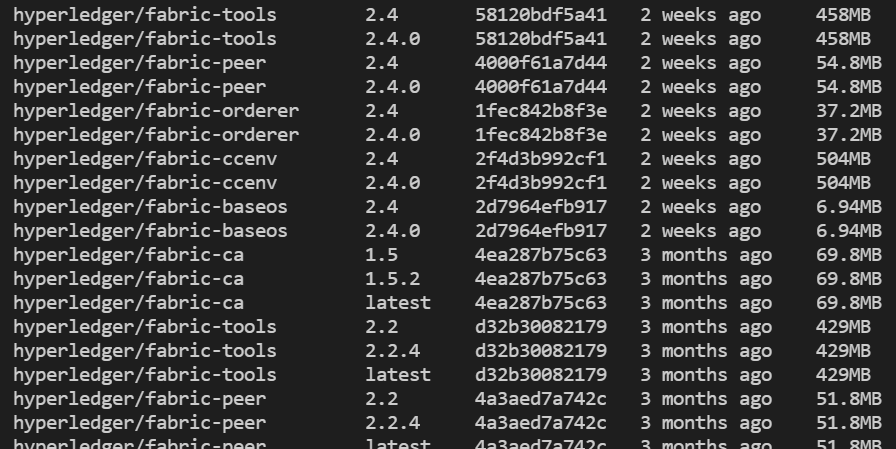 hyperledger/fabric-tools 2.4 58120bdf5a41 2 weeks ago 458MB
hyperledger/fabric-tools 2.4.0 58120bdf5a41 2 weeks ago 458MB
hyperledger/fabric-peer 2.4 4000f61a7d44 2 weeks ago 54.8MB
hyperledger/fabric-peer 2.4.0 4000f61a7d44 2 weeks ago 54.8MB
hyperledger/fabric-orderer 2.4 1fec842b8f3e 2 weeks ago 37.2MB
hyperledger/fabric-orderer 2.4.0 1fec842b8f3e 2 weeks ago 37.2MB
hyperledger/fabric-ccenv 2.4 2f4d3b992cf1 2 weeks ago 504MB
hyperledger/fabric-ccenv 2.4.0 2f4d3b992cf1 2 weeks ago 504MB
hyperledger/fabric-baseos 2.4 2d7964efb917 2 weeks ago 6.94MB
hyperledger/fabric-baseos 2.4.0 2d7964efb917 2 weeks ago 6.94MB
hyperledger/fabric-ca 1.5 4ea287b75c63 3 months ago 69.8MB
hyperledger/fabric-ca 1.5.2 4ea287b75c63 3 months ago 69.8MB
hyperledger/fabric-ca latest 4ea287b75c63 3 months ago 69.8MB
hyperledger/fabric-tools 2.2 d32b30082179 3 months ago 429MB
hyperledger/fabric-tools 2.2.4 d32b30082179 3 months ago 429MB
hyperledger/fabric-tools latest d32b30082179 3 months ago 429MB
hyperledger/fabric-peer 2.2 4a3aed7a742c 3 months ago 51.8MB
hyperledger/fabric-peer 2.2.4 4a3aed7a742c 3 months ago 51.8MB
hyperledger/fabric-peer latest 4a3aed7a742c 3 months ago 51.8MB